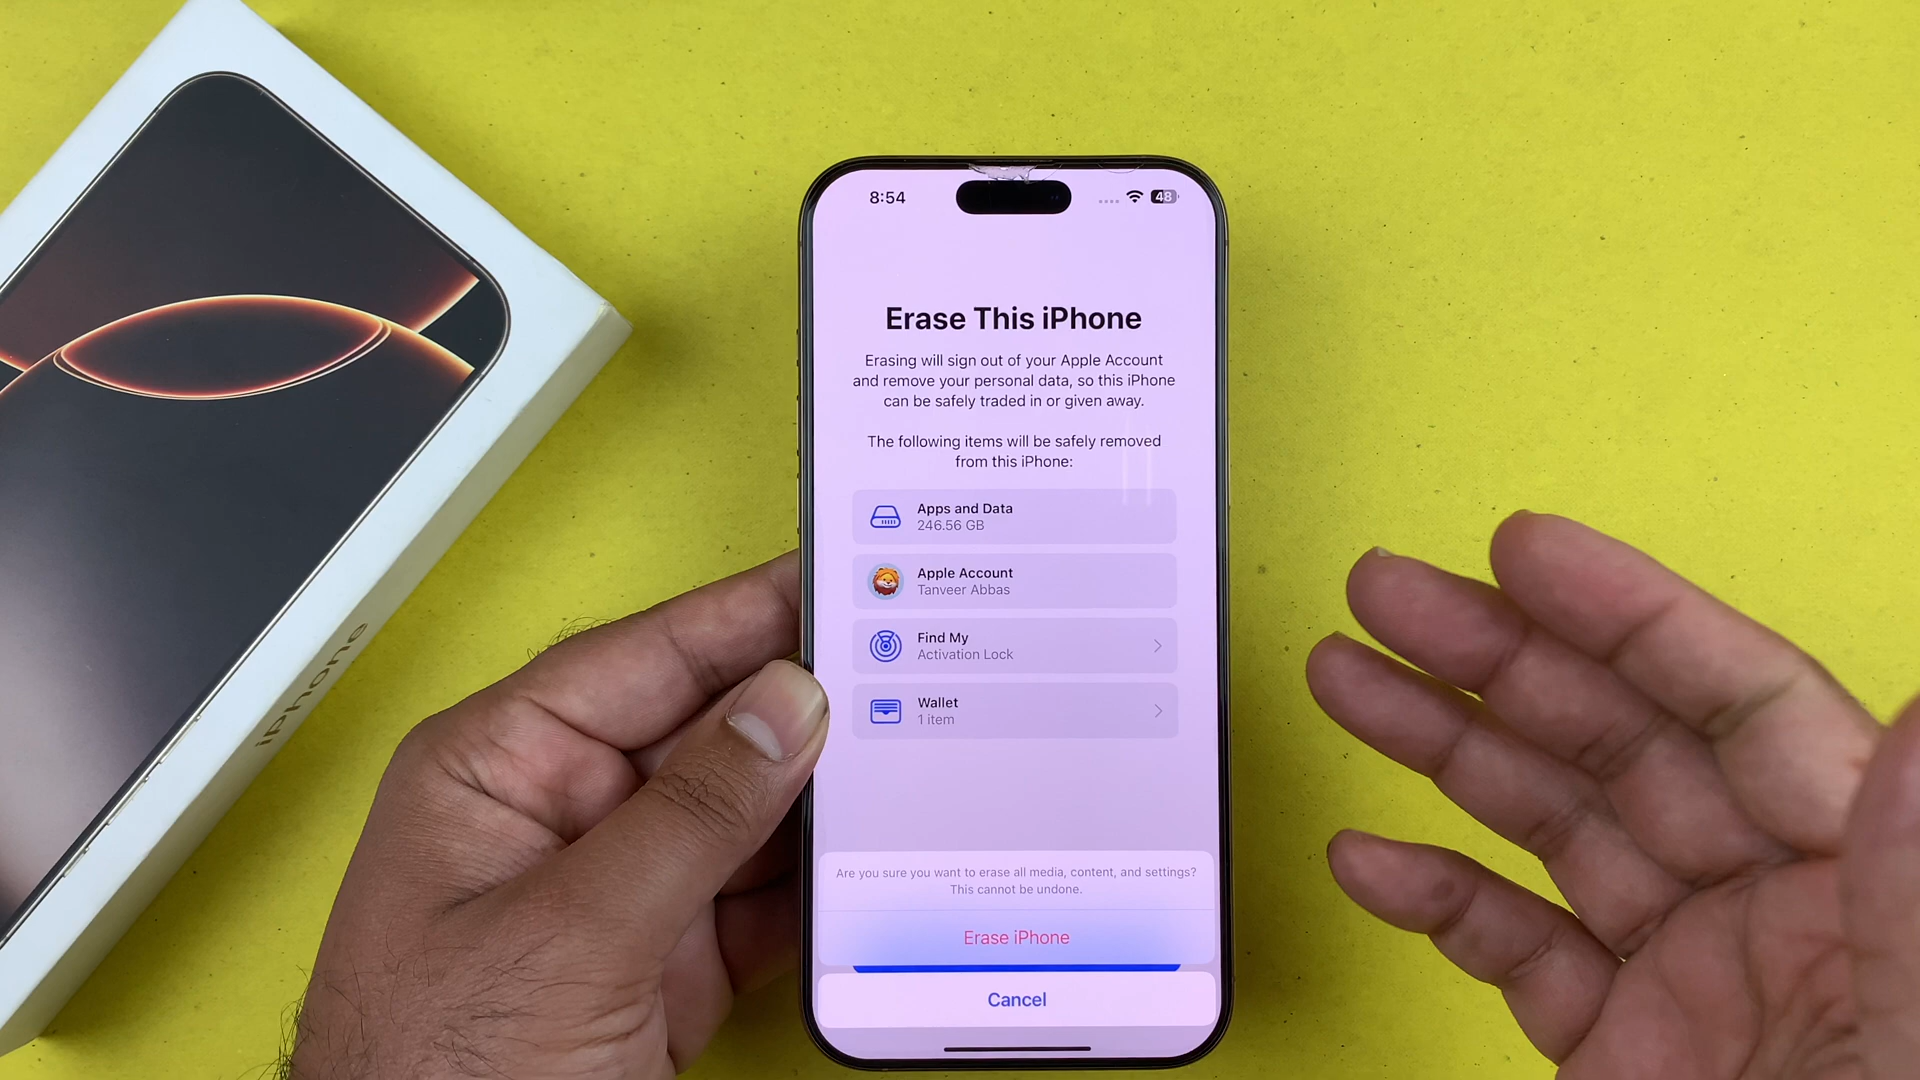 iPhone
8:54
48
Erase This iPhone
Erasing will sign out of your Apple Account
and remove your personal data, so this iPhone
can be safely traded in or given away.
The following items will be safely removed
from this iPhone:
Apps and Data
246.56 GB
Apple Account
Tanveer Abbas
Find My
Activation Lock
Wallet
1 item
Are you sure you want to erase all media, content, and settings?
This cannot be undone.
Erase iPhone
Cancel